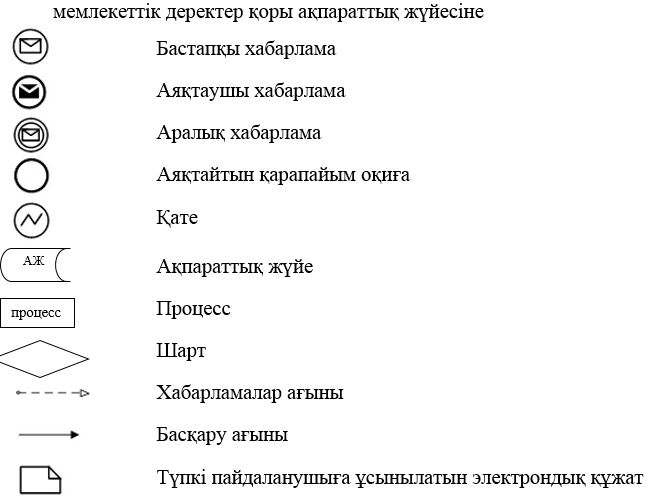 мемлекеттік деректер қоры ақпараттық жүйесіне
Бастапқы хабарлама
Аяқтаушы хабарлама
Аралық хабарлама
Аяқтайтын қарапайым оқиға
Қате
АЖ Ақпараттық жүйе
процесс Процесс
Шарт
Хабарламалар ағыны
Басқару ағыны
Түпкі пайдаланушыға ұсынылатын электрондық құжат